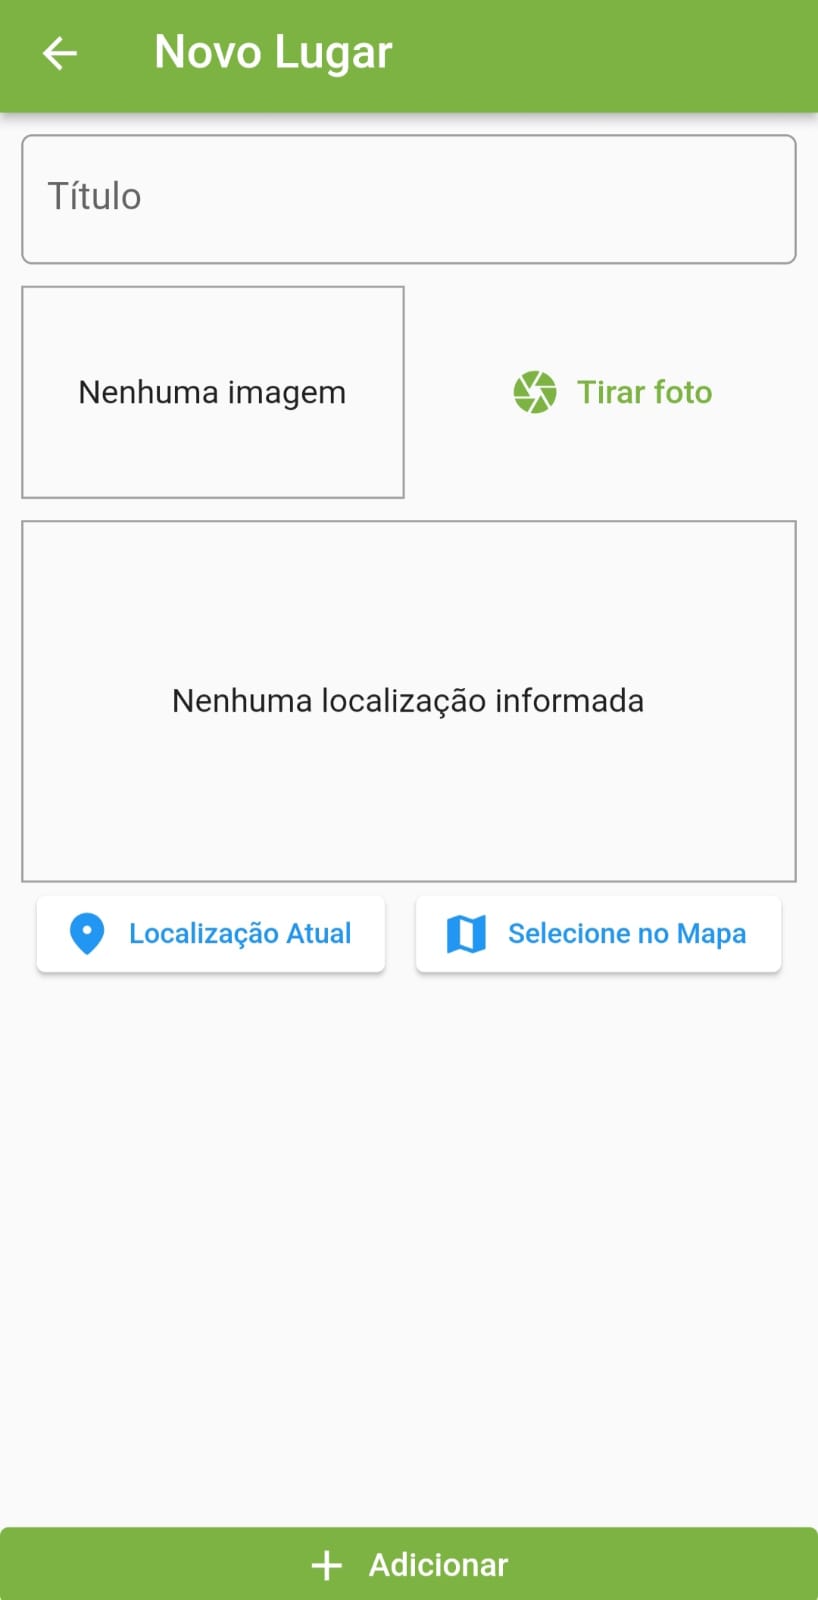 Novo Lugar
Título
Nenhuma imagem
Tirar foto
Nenhuma localização informada
Localização Atual
Selecione no Mapa
Adicionar